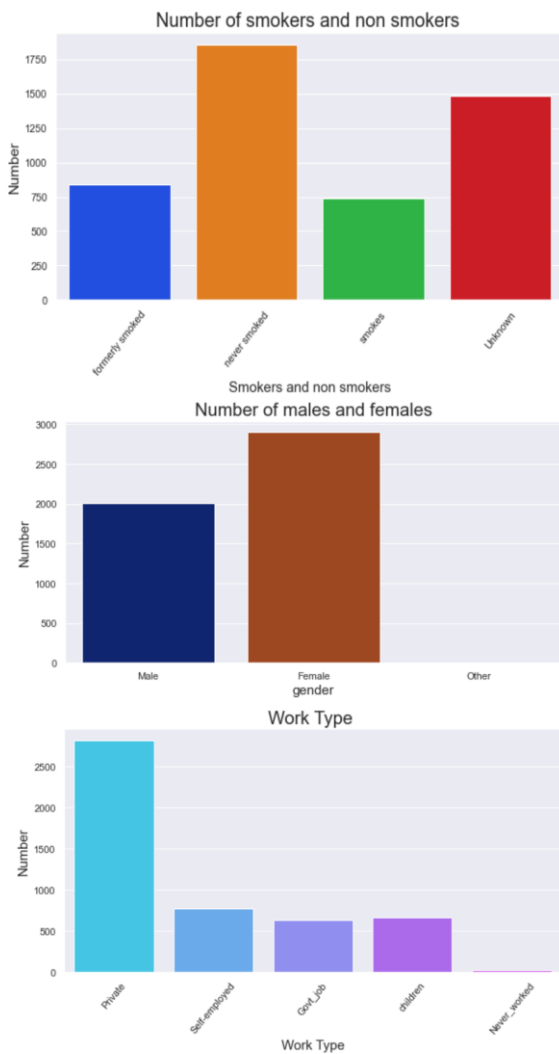 Number of smokers and non smokers
1750
1500
1250
1000
750
500
250
0
Number
formerly smoked
never smoked
smokes
Unknown
Smokers and non smokers
Number of males and females
3000
2500
2000
1500
1000
500
0
Number
Male
Female
Other
gender
Work Type
2500
2000
1500
1000
500
0
Number
Private
Self-employed
Govt_job
children
Never_worked
Work Type